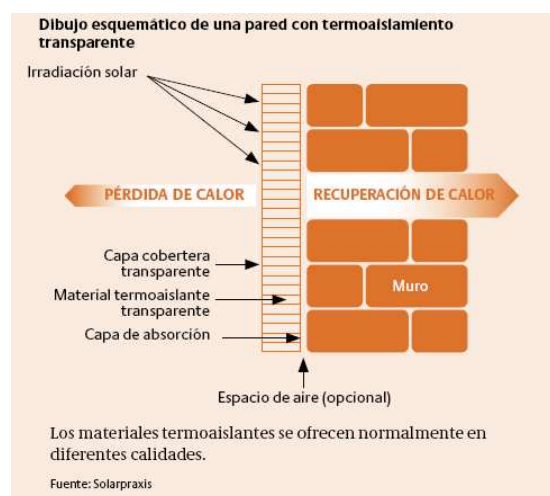 Dibujo esquemático de una pared con termoaislamiento
transparente
Irradiación solar
PÉRDIDA DE CALOR
RECUPERACIÓN DE CALOR
Capa cobertera
transparente
Material termoaislante
transparente
Muro
Capa de absorción
Espacio de aire (opcional)
Los materiales termoaislantes se ofrecen normalmente en
diferentes calidades.
Fuente: Solarpraxis